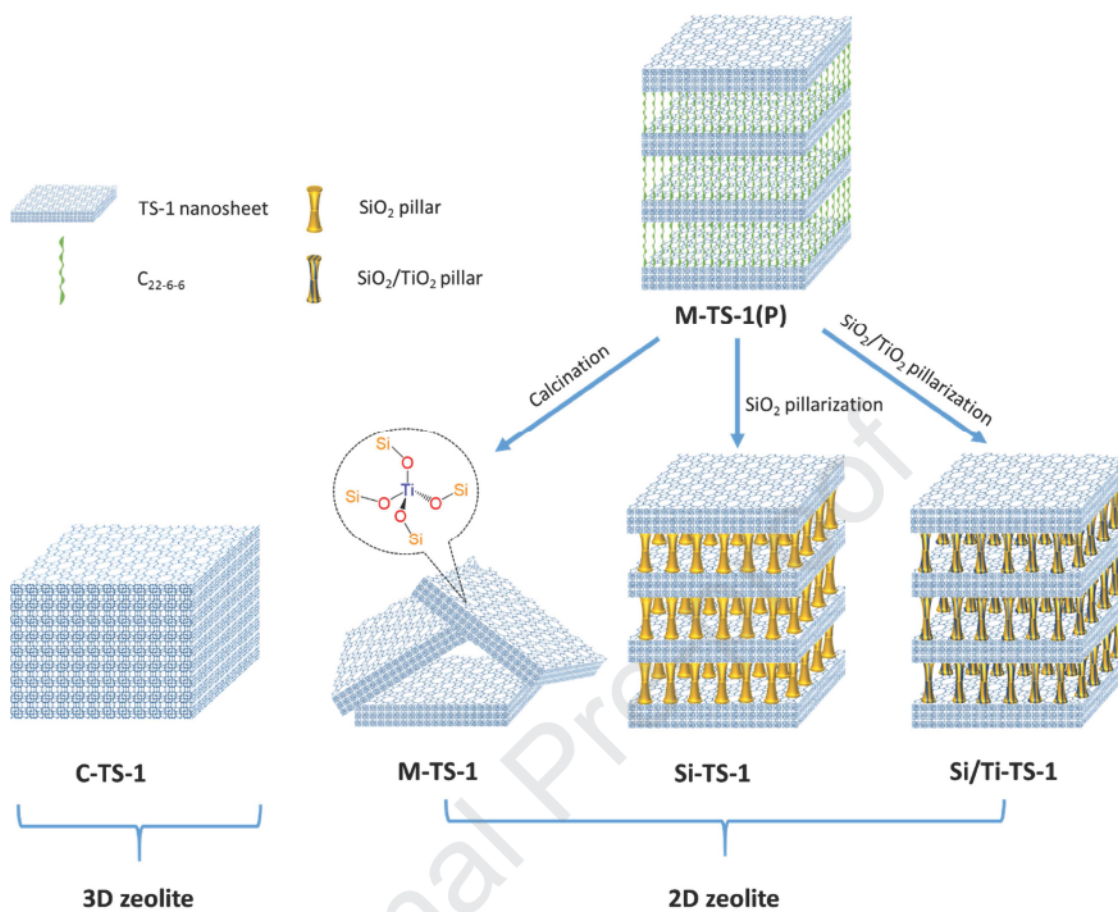 TS-1 nanosheet
SiO₂ pillar
C₂₂₋₆₋₆
SiO₂/TiO₂ pillar
M-TS-1(P)
Calcination
SiO₂ pillarization
SiO₂/TiO₂ pillarization
Si
O
Si
O
Ti
O
Si
O
Si
C-TS-1
M-TS-1
Si-TS-1
Si/Ti-TS-1
3D zeolite
2D zeolite